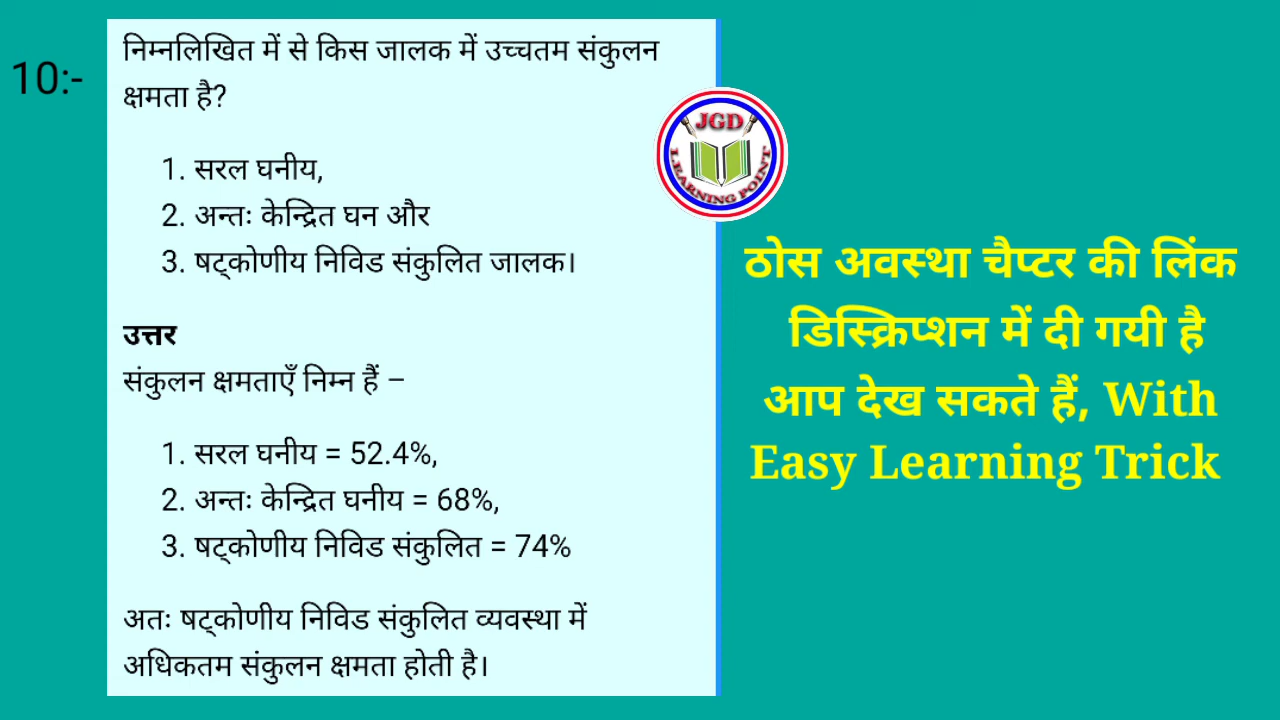 10:-
निम्नलिखित में से किस जालक में उच्चतम संकुलन
क्षमता है?
1. सरल घनीय,
2. अन्तः केन्द्रित घन और
3. षट्कोणीय निविड संकुलित जालक।
उत्तर
संकुलन क्षमताएँ निम्न हैं –
1. सरल घनीय = 52.4%,
2. अन्तः केन्द्रित घनीय = 68%,
3. षट्कोणीय निविड संकुलित = 74%
अतः षट्कोणीय निविड संकुलित व्यवस्था में
अधिकतम संकुलन क्षमता होती है।
JGD
LEARNING POINT
ठोस अवस्था चैप्टर की लिंक
डिस्क्रिप्शन में दी गयी है
आप देख सकते हैं, With
Easy Learning Trick